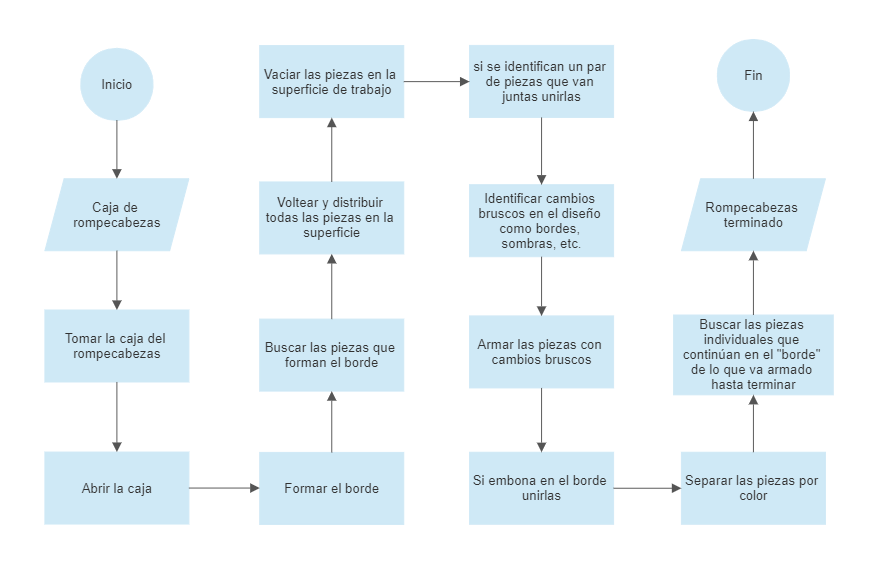 Inicio
Caja de
rompecabezas
Tomar la caja del
rompecabezas
Abrir la caja
Formar el borde
Buscar las piezas que
forman el borde
Voltear y distribuir
todas las piezas en la
superficie
Vaciar las piezas en la
superficie de trabajo
si se identifican un par
de piezas que van
juntas unirlas
Identificar cambios
bruscos en el diseño
como bordes,
sombras, etc.
Armar las piezas con
cambios bruscos
Si embona en el borde
unirlas
Separar las piezas por
color
Buscar las piezas
individuales que
continúan en el "borde"
de lo que va armado
hasta terminar
Rompecabezas
terminado
Fin